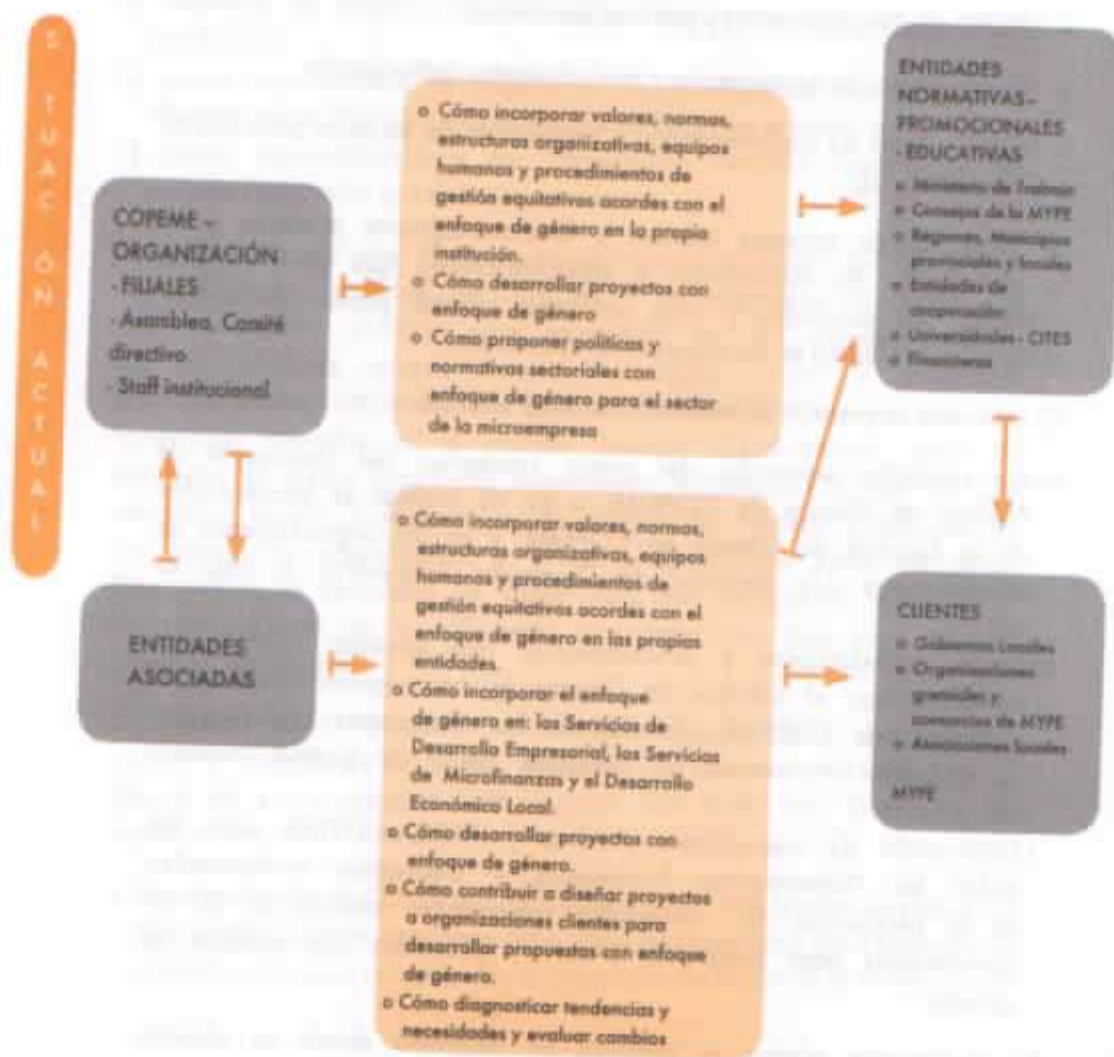 SITUACIÓN ACTUAL
COPEME –
ORGANIZACIÓN
- FILIALES
- Asamblea, Comité
directivo
- Staff institucional
ENTIDADES
ASOCIADAS
o Cómo incorporar valores, normas,
estructuras organizativas, equipos
humanos y procedimientos de
gestión equitativos acordes con el
enfoque de género en la propia
institución.
o Cómo desarrollar proyectos con
enfoque de género
o Cómo proponer políticas y
normativas sectoriales con
enfoque de género para el sector
de la microempresa
o Cómo incorporar valores, normas,
estructuras organizativas, equipos
humanos y procedimientos de
gestión equitativos acordes con el
enfoque de género en las propias
entidades.
o Cómo incorporar el enfoque
de género en: los Servicios de
Desarrollo Empresarial, los Servicios
de Microfinanzas y el Desarrollo
Económico Local.
o Cómo desarrollar proyectos con
enfoque de género.
o Cómo contribuir a diseñar proyectos
a organizaciones clientes para
desarrollar propuestas con enfoque
de género.
o Cómo diagnosticar tendencias y
necesidades y evaluar cambios
ENTIDADES
NORMATIVAS –
PROMOCIONALES
- EDUCATIVAS
o Ministerio de Trabajo
o Consejos de la MYPE
o Regiones, Municipios
provinciales y locales
o Entidades de
cooperación
o Universidades - CITES
o Financieras
CLIENTES
o Gobiernos Locales
o Organizaciones
gremiales y
consorcios de MYPE
o Asociaciones locales
MYPE